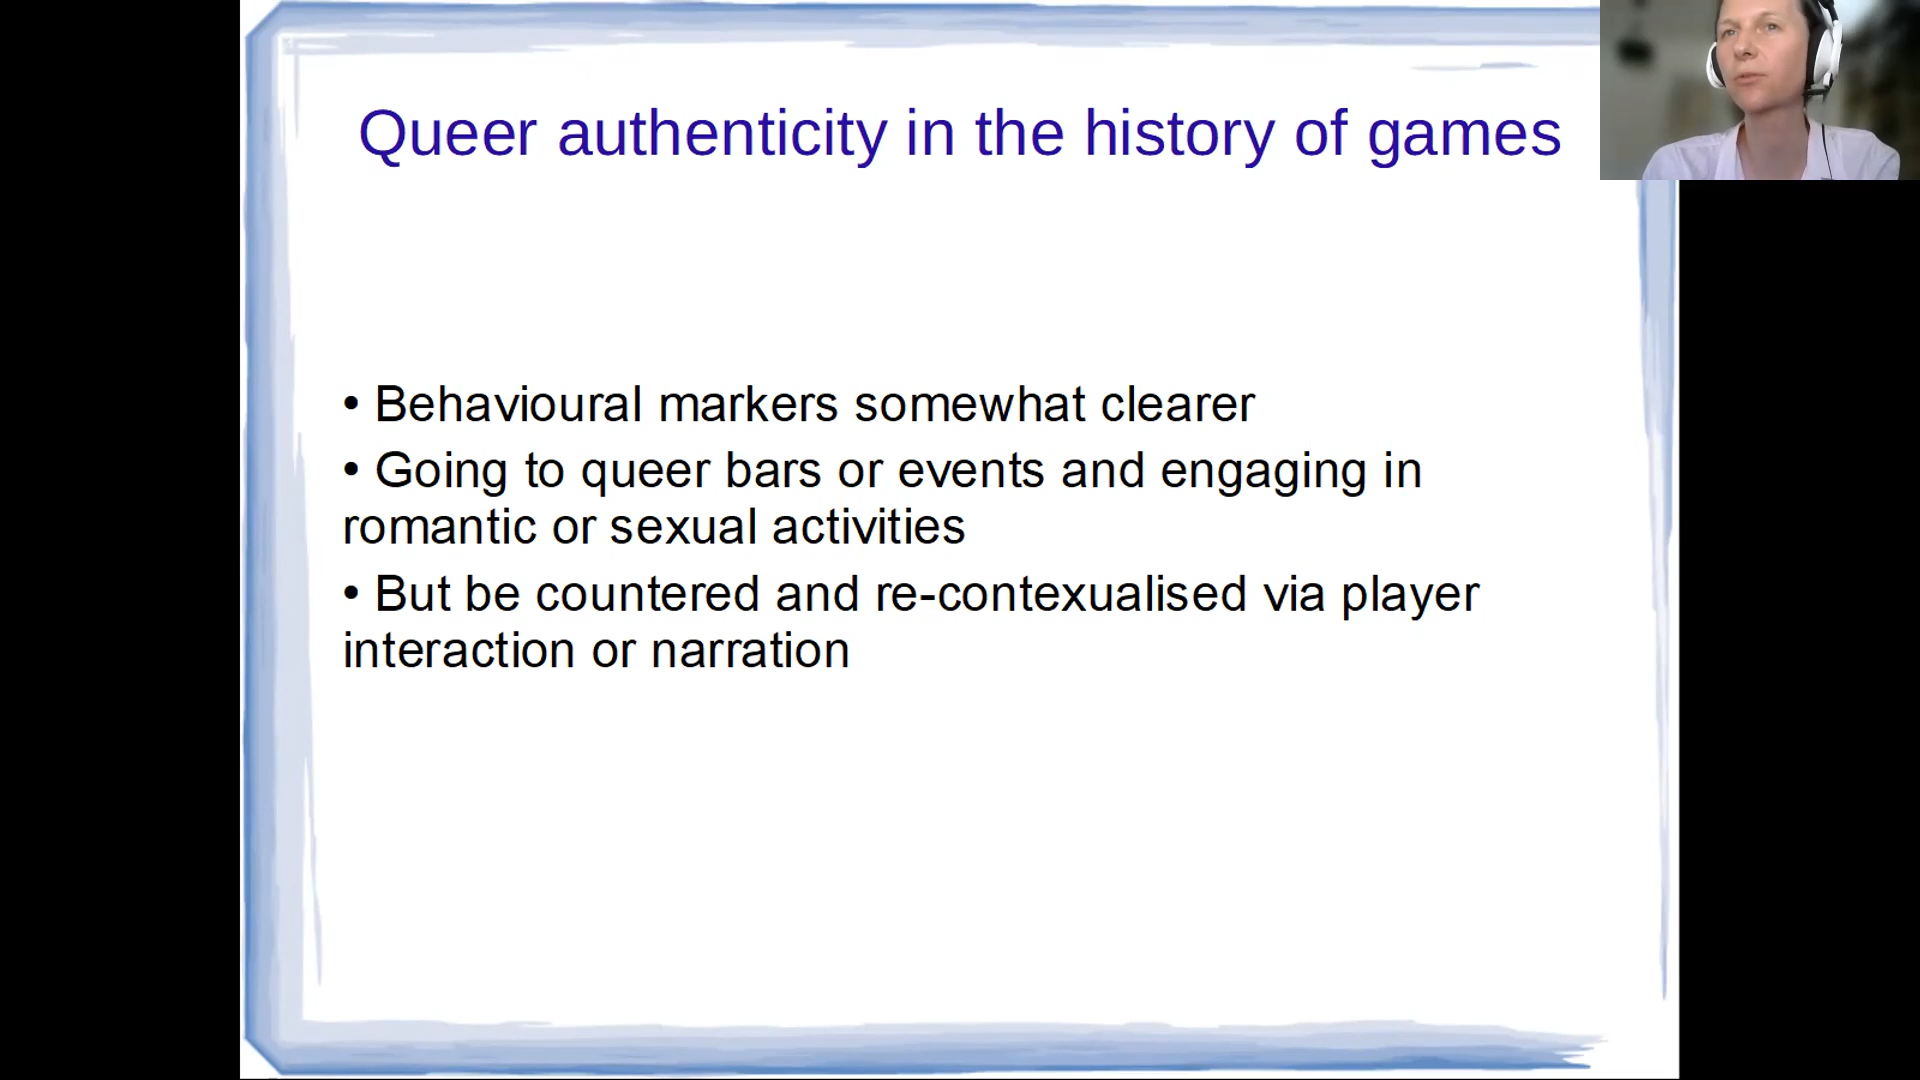 Queer authenticity in the history of games
• Behavioural markers somewhat clearer
• Going to queer bars or events and engaging in
romantic or sexual activities
• But be countered and re-contexualised via player
interaction or narration